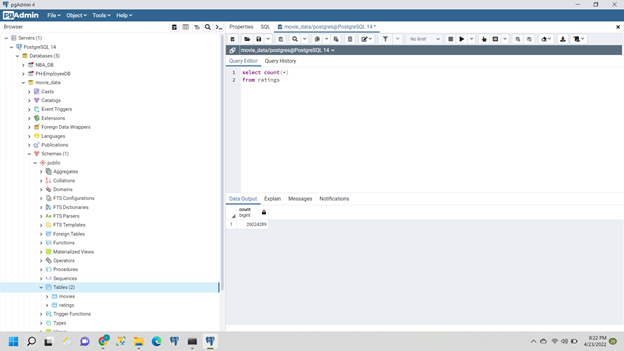 pgAdmin 4
pgAdmin File Object Tools Help
Browser
Properties SQL movie_data/postgres@PostgreSQL 14 *
Servers (1)
PostgreSQL 14
Databases (5)
NBA_DB
PH-EmployeeDB
movie_data
Casts
Catalogs
Event Triggers
Extensions
Foreign Data Wrappers
Languages
Publications
Schemas (1)
public
Aggregates
Collations
Domains
FTS Configurations
FTS Dictionaries
FTS Parsers
FTS Templates
Foreign Tables
Functions
Materialized Views
Operators
Procedures
Sequences
Tables (2)
movies
ratings
Trigger Functions
Types
No limit
movie_data/postgres@PostgreSQL 14
Query Editor Query History
1 select count(*)
2 from ratings
Data Output Explain Messages Notifications
count
bigint
1 26024289
8:22 PM
4/23/2022